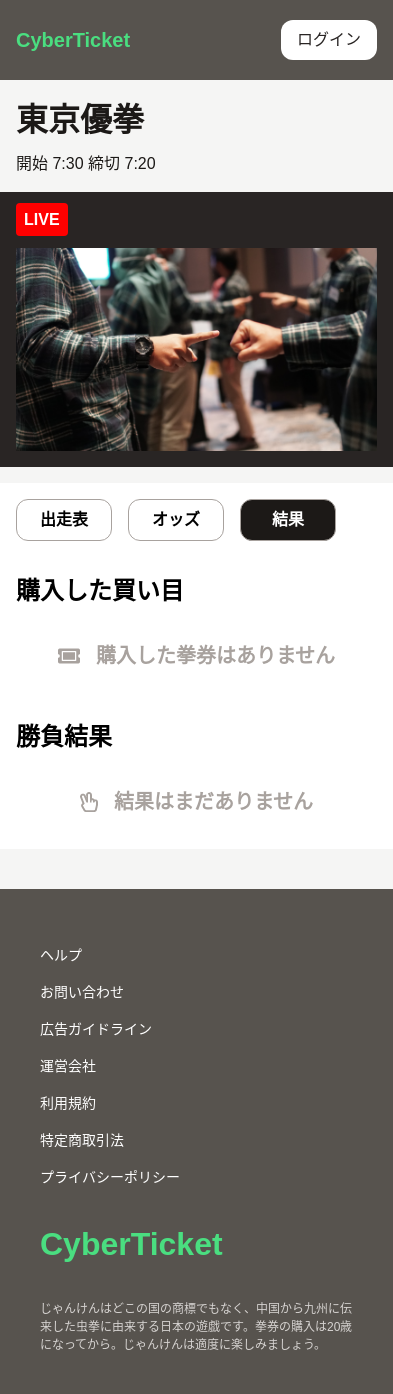 CyberTicket
ログイン
東京優拳
開始 7:30 締切 7:20
LIVE
出走表
オッズ
結果
購入した買い目
購入した拳券はありません
勝負結果
結果はまだありません
ヘルプ
お問い合わせ
広告ガイドライン
運営会社
利用規約
特定商取引法
プライバシーポリシー
CyberTicket
じゃんけんはどこの国の商標でもなく、中国から九州に伝
来した虫拳に由来する日本の遊戯です。拳券の購入は20歳
になってから。じゃんけんは適度に楽しみましょう。